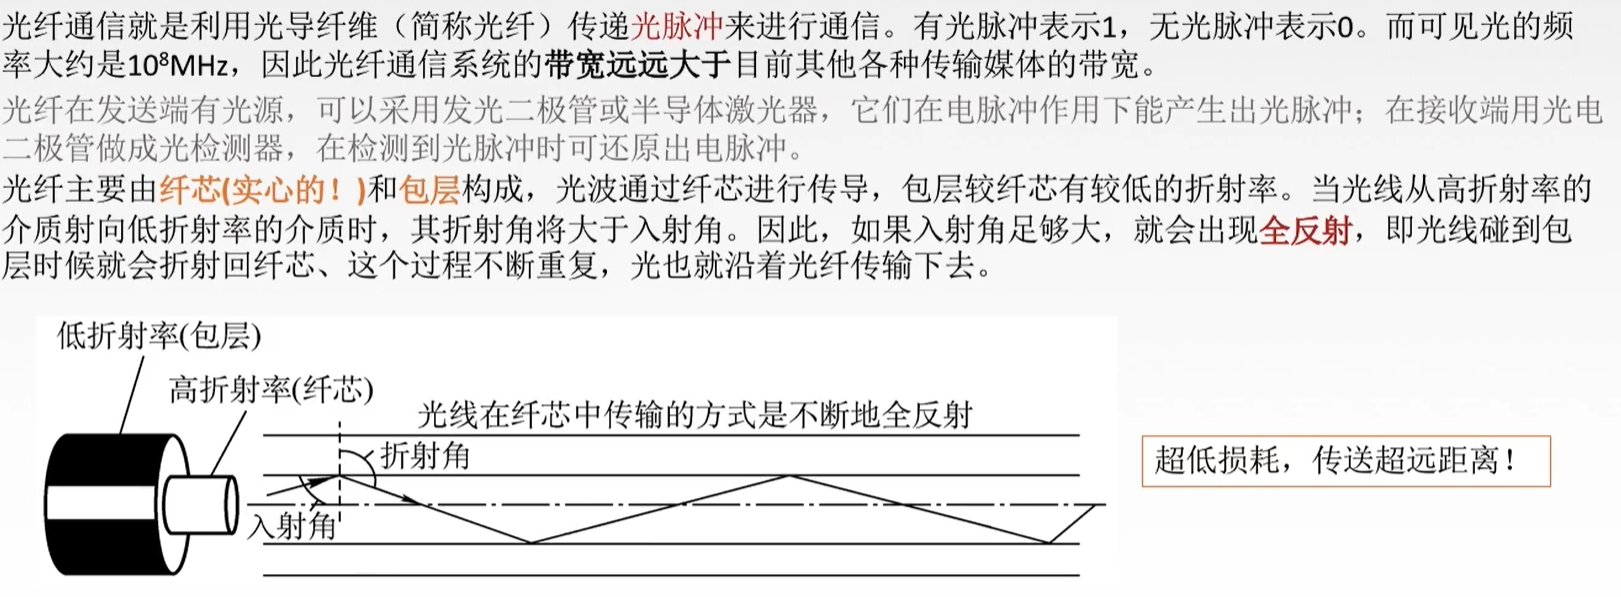 光纤通信就是利用光导纤维（简称光纤）传递光脉冲来进行通信。有光脉冲表示1，无光脉冲表示0。而可见光的频
率大约是10⁸MHz，因此光纤通信系统的带宽远远大于目前其他各种传输媒体的带宽。
光纤在发送端有光源，可以采用发光二极管或半导体激光器，它们在电脉冲作用下能产生出光脉冲；在接收端用光电
二极管做成光检测器，在检测到光脉冲时可还原出电脉冲。
光纤主要由纤芯(实心的！)和包层构成，光波通过纤芯进行传导，包层较纤芯有较低的折射率。当光线从高折射率的
介质射向低折射率的介质时，其折射角将大于入射角。因此，如果入射角足够大，就会出现全反射，即光线碰到包
层时候就会折射回纤芯、这个过程不断重复，光也就沿着光纤传输下去。
低折射率(包层)
高折射率(纤芯)
光线在纤芯中传输的方式是不断地全反射
折射角
入射角
超低损耗，传送超远距离！